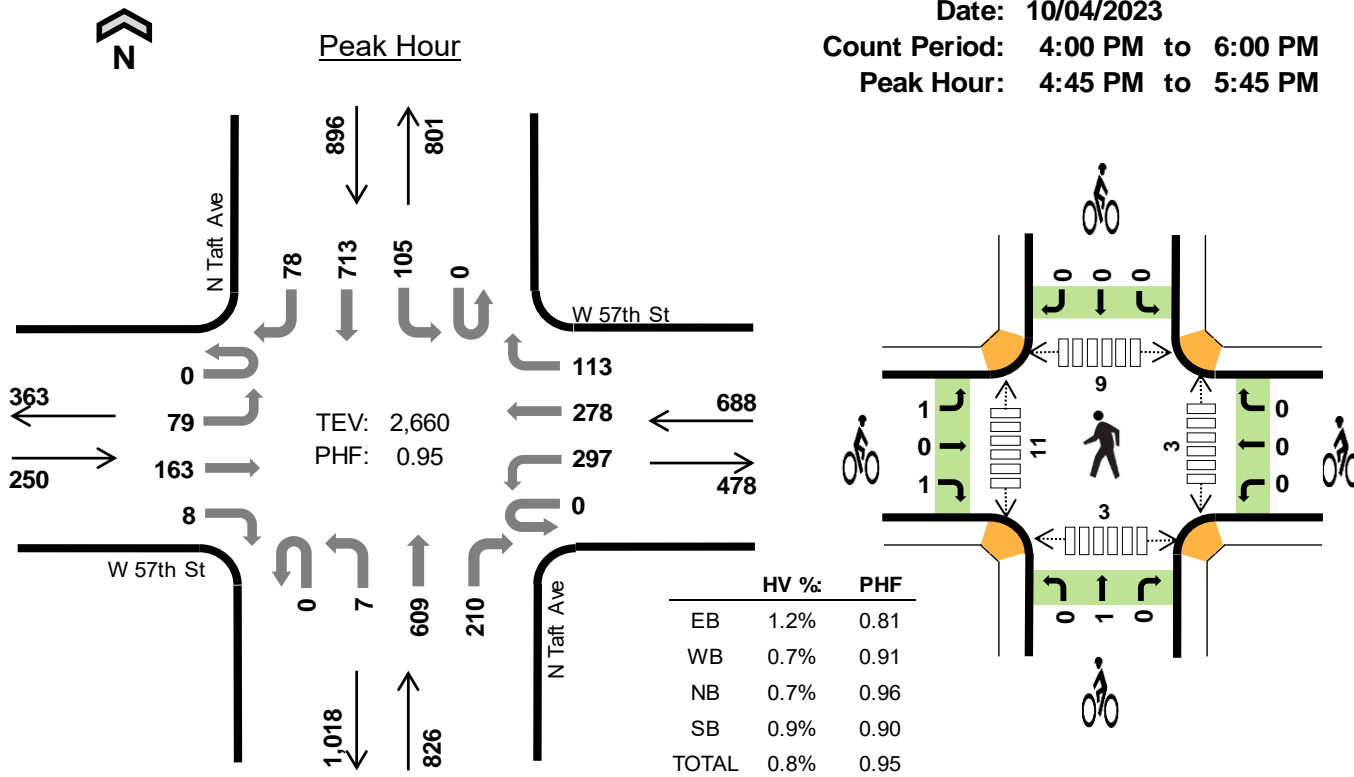 N
Peak Hour
Date: 10/04/2023
Count Period: 4:00 PM to 6:00 PM
Peak Hour: 4:45 PM to 5:45 PM
896
801
N Taft Ave
78
713
105
0
W 57th St
0
79
163
8
363
250
TEV: 2,660
PHF: 0.95
113
278
297
0
688
478
W 57th St
0
7
609
210
N Taft Ave
1,018
826
HV %: PHF
EB 1.2% 0.81
WB 0.7% 0.91
NB 0.7% 0.96
SB 0.9% 0.90
TOTAL 0.8% 0.95
0 0 0
9
1
0
1
11
3
0
0
0
3
0 1 0